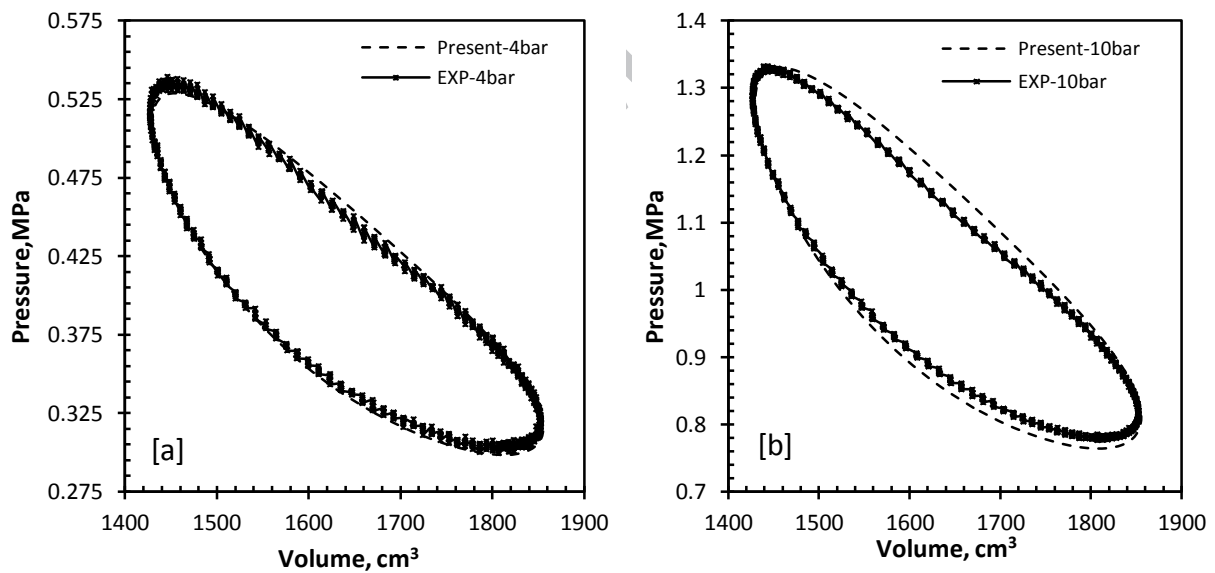 Pressure,MPa
0.575
0.525
0.475
0.425
0.375
0.325
0.275
Present-4bar
EXP-4bar
[a]
1400 1500 1600 1700 1800 1900
Volume, cm³
Pressure,MPa
1.4
1.3
1.2
1.1
1
0.9
0.8
0.7
Present-10bar
EXP-10bar
[b]
1400 1500 1600 1700 1800 1900
Volume, cm³